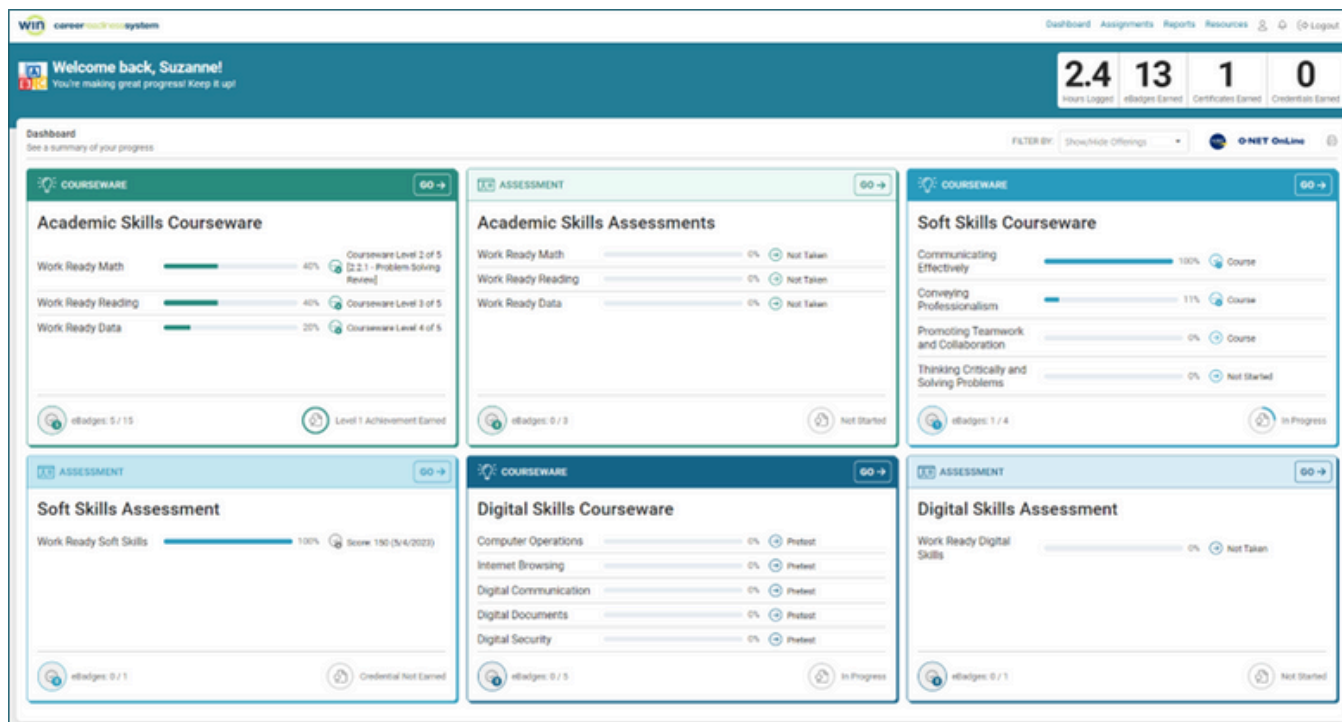 win career readiness system
Dashboard Assignments Reports Resources Logout
Welcome back, Suzanne!
You're making great progress! Keep it up!
2.4 13 1 0
Hours Logged eBadges Earned Certificates Earned Credentials Earned
Dashboard
See a summary of your progress
FILTER BY: Show/Hide Offerings O*NET OnLine
COURSEWARE GO →
Academic Skills Courseware
Work Ready Math 40% Courseware Level 2 of 5
[2.2.1 - Problem Solving
Review]
Work Ready Reading 40% Courseware Level 3 of 5
Work Ready Data 20% Courseware Level 4 of 5
eBadges: 5 / 15 Level 1 Achievement Earned
ASSESSMENT GO →
Academic Skills Assessments
Work Ready Math 0% Not Taken
Work Ready Reading 0% Not Taken
Work Ready Data 0% Not Taken
eBadges: 0 / 3 Not Started
COURSEWARE GO →
Soft Skills Courseware
Communicating
Effectively 100% Course
Conveying
Professionalism 11% Course
Promoting Teamwork
and Collaboration 0% Course
Thinking Critically and
Solving Problems 0% Not Started
eBadges: 1 / 4 In Progress
ASSESSMENT GO →
Soft Skills Assessment
Work Ready Soft Skills 100% Score: 150 (5/4/2023)
eBadges: 0 / 1 Credential Not Earned
COURSEWARE GO →
Digital Skills Courseware
Computer Operations 0% Pretest
Internet Browsing 0% Pretest
Digital Communication 0% Pretest
Digital Documents 0% Pretest
Digital Security 0% Pretest
eBadges: 0 / 5 In Progress
ASSESSMENT GO →
Digital Skills Assessment
Work Ready Digital
Skills 0% Not Taken
eBadges: 0 / 1 Not Started